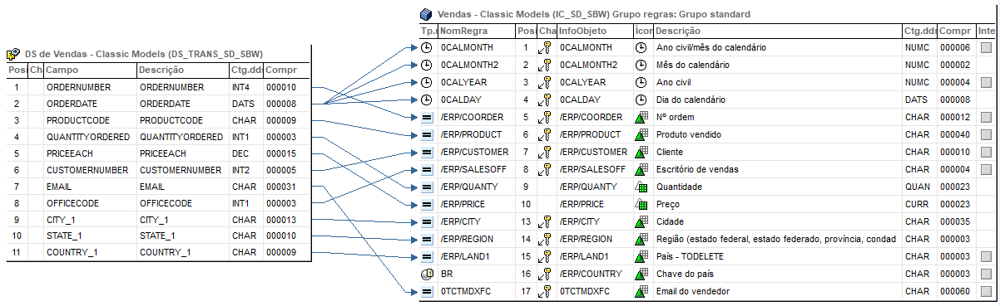 Vendas - Classic Models (IC_SD_SBW) Grupo regras: Grupo standard
Tp.r NomRegra Posi Cha InfoObjeto Ícor Descrição Ctg.dds Compr Inte
0CALMONTH 1 0CALMONTH Ano civil/mês do calendário NUMC 000006
0CALMONTH2 2 0CALMONTH2 Mês do calendário NUMC 000002
0CALYEAR 3 0CALYEAR Ano civil NUMC 000004
0CALDAY 4 0CALDAY Dia do calendário DATS 000008
/ERP/COORDER 5 /ERP/COORDER Nº ordem CHAR 000012
/ERP/PRODUCT 6 /ERP/PRODUCT Produto vendido CHAR 000040
/ERP/CUSTOMER 7 /ERP/CUSTOMER Cliente CHAR 000010
/ERP/SALESOFF 8 /ERP/SALESOFF Escritório de vendas CHAR 000004
/ERP/QUANTY 9 /ERP/QUANTY Quantidade QUAN 000023
/ERP/PRICE 10 /ERP/PRICE Preço CURR 000023
/ERP/CITY 13 /ERP/CITY Cidade CHAR 000035
/ERP/REGION 14 /ERP/REGION Região (estado federal, estado federado, província, condad CHAR 000003
/ERP/LAND1 15 /ERP/LAND1 País - TODELETE CHAR 000003
BR 16 /ERP/COUNTRY Chave do país CHAR 000003
0TCTMDXFC 17 0TCTMDXFC Email do vendedor CHAR 000060
DS de Vendas - Classic Models (DS_TRANS_SD_SBW)
Posi Ch Campo Descrição Ctg.dds Compr
1 ORDERNUMBER ORDERNUMBER INT4 000010
2 ORDERDATE ORDERDATE DATS 000008
3 PRODUCTCODE PRODUCTCODE CHAR 000009
4 QUANTITYORDERED QUANTITYORDERED INT1 000003
5 PRICEEACH PRICEEACH DEC 000015
6 CUSTOMERNUMBER CUSTOMERNUMBER INT2 000005
7 EMAIL EMAIL CHAR 000031
8 OFFICECODE OFFICECODE INT1 000003
9 CITY_1 CITY_1 CHAR 000013
10 STATE_1 STATE_1 CHAR 000010
11 COUNTRY_1 COUNTRY_1 CHAR 000009